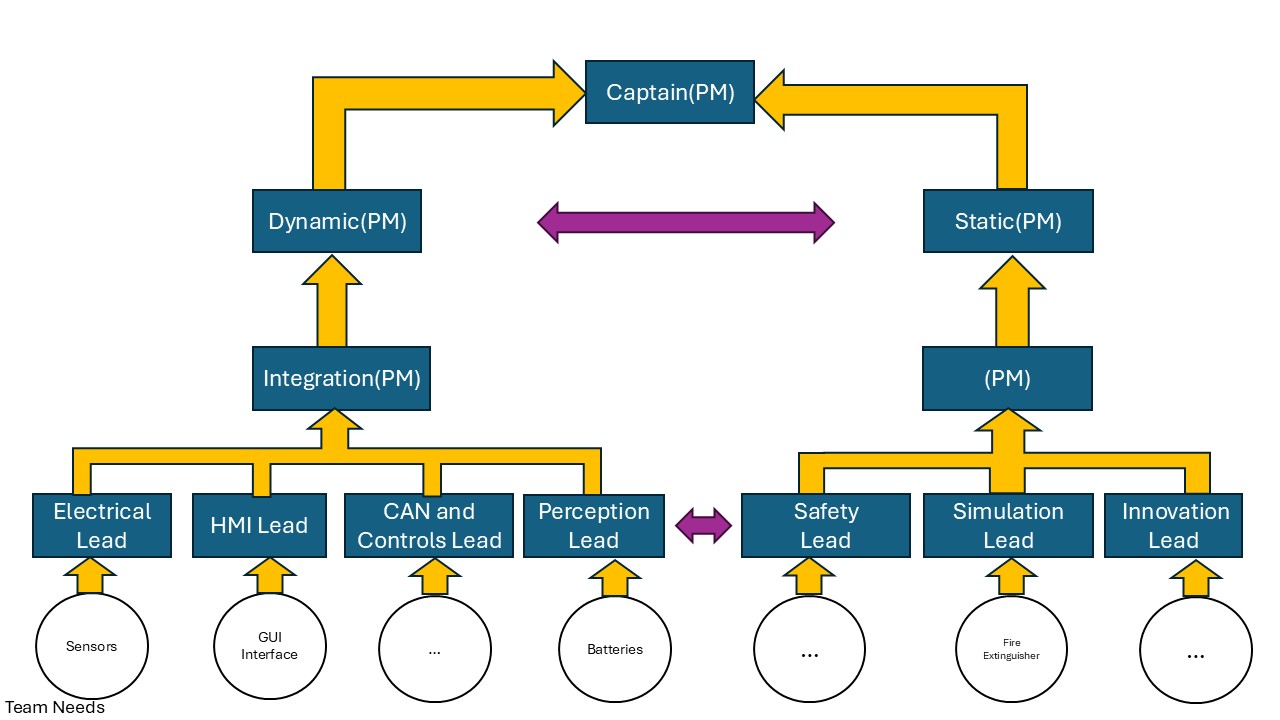 Captain(PM)
Dynamic(PM)
Static(PM)
Integration(PM)
(PM)
Electrical
Lead
HMI Lead
CAN and
Controls Lead
Perception
Lead
Safety
Lead
Simulation
Lead
Innovation
Lead
Sensors
GUI
Interface
...
Batteries
...
Fire
Extinguisher
...
Team Needs